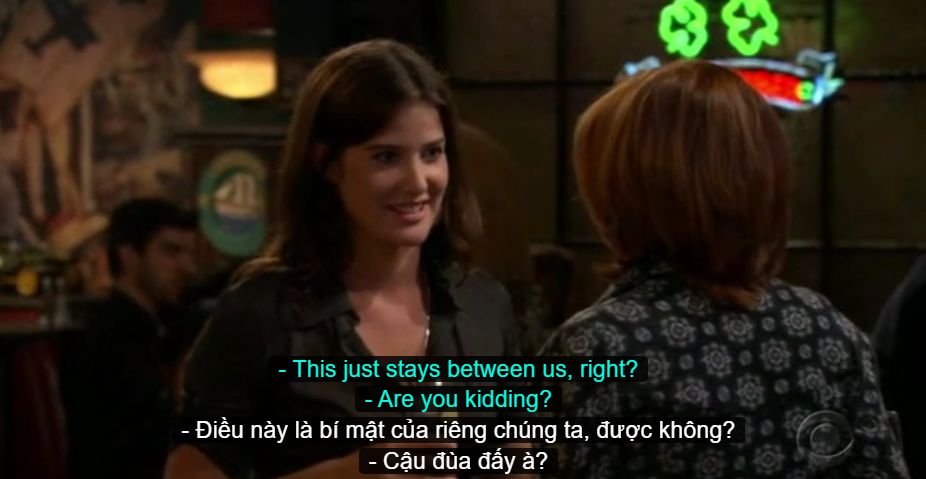 - This just stays between us, right?
- Are you kidding?
- Điều này là bí mật của riêng chúng ta, được không?
- Cậu đùa đấy à?